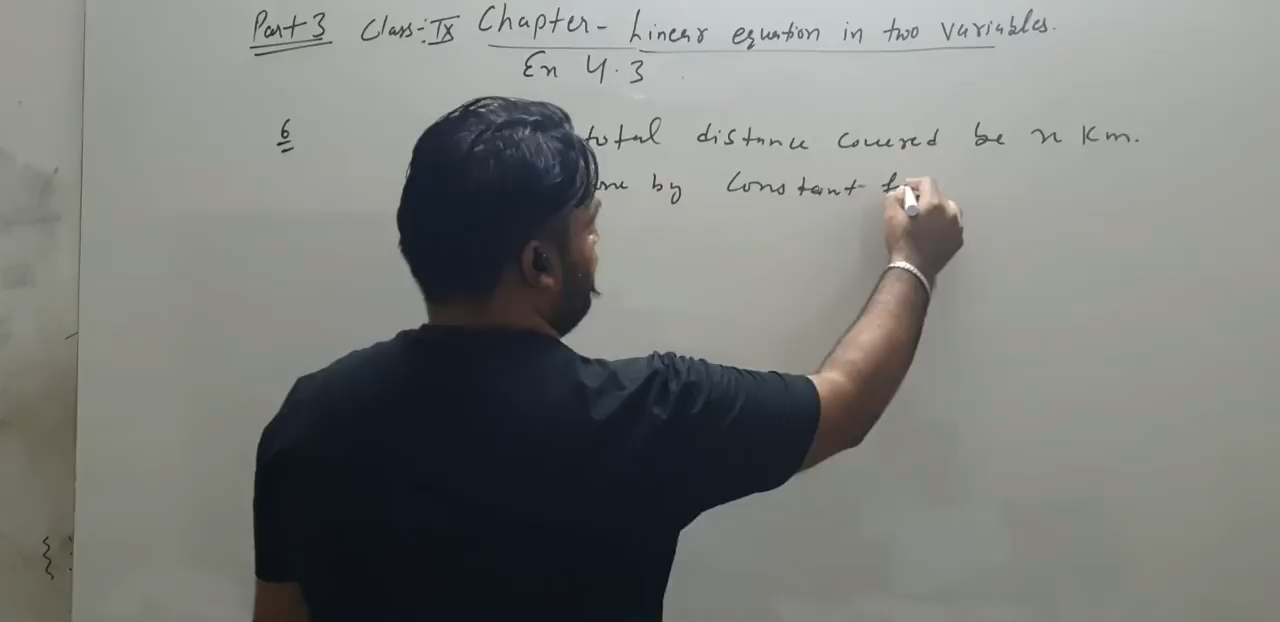 Part 3 Class:- IX Chapter - Linear equation in two variables.
Ex 4.3
6 total distance covered be x Km.
by Constant